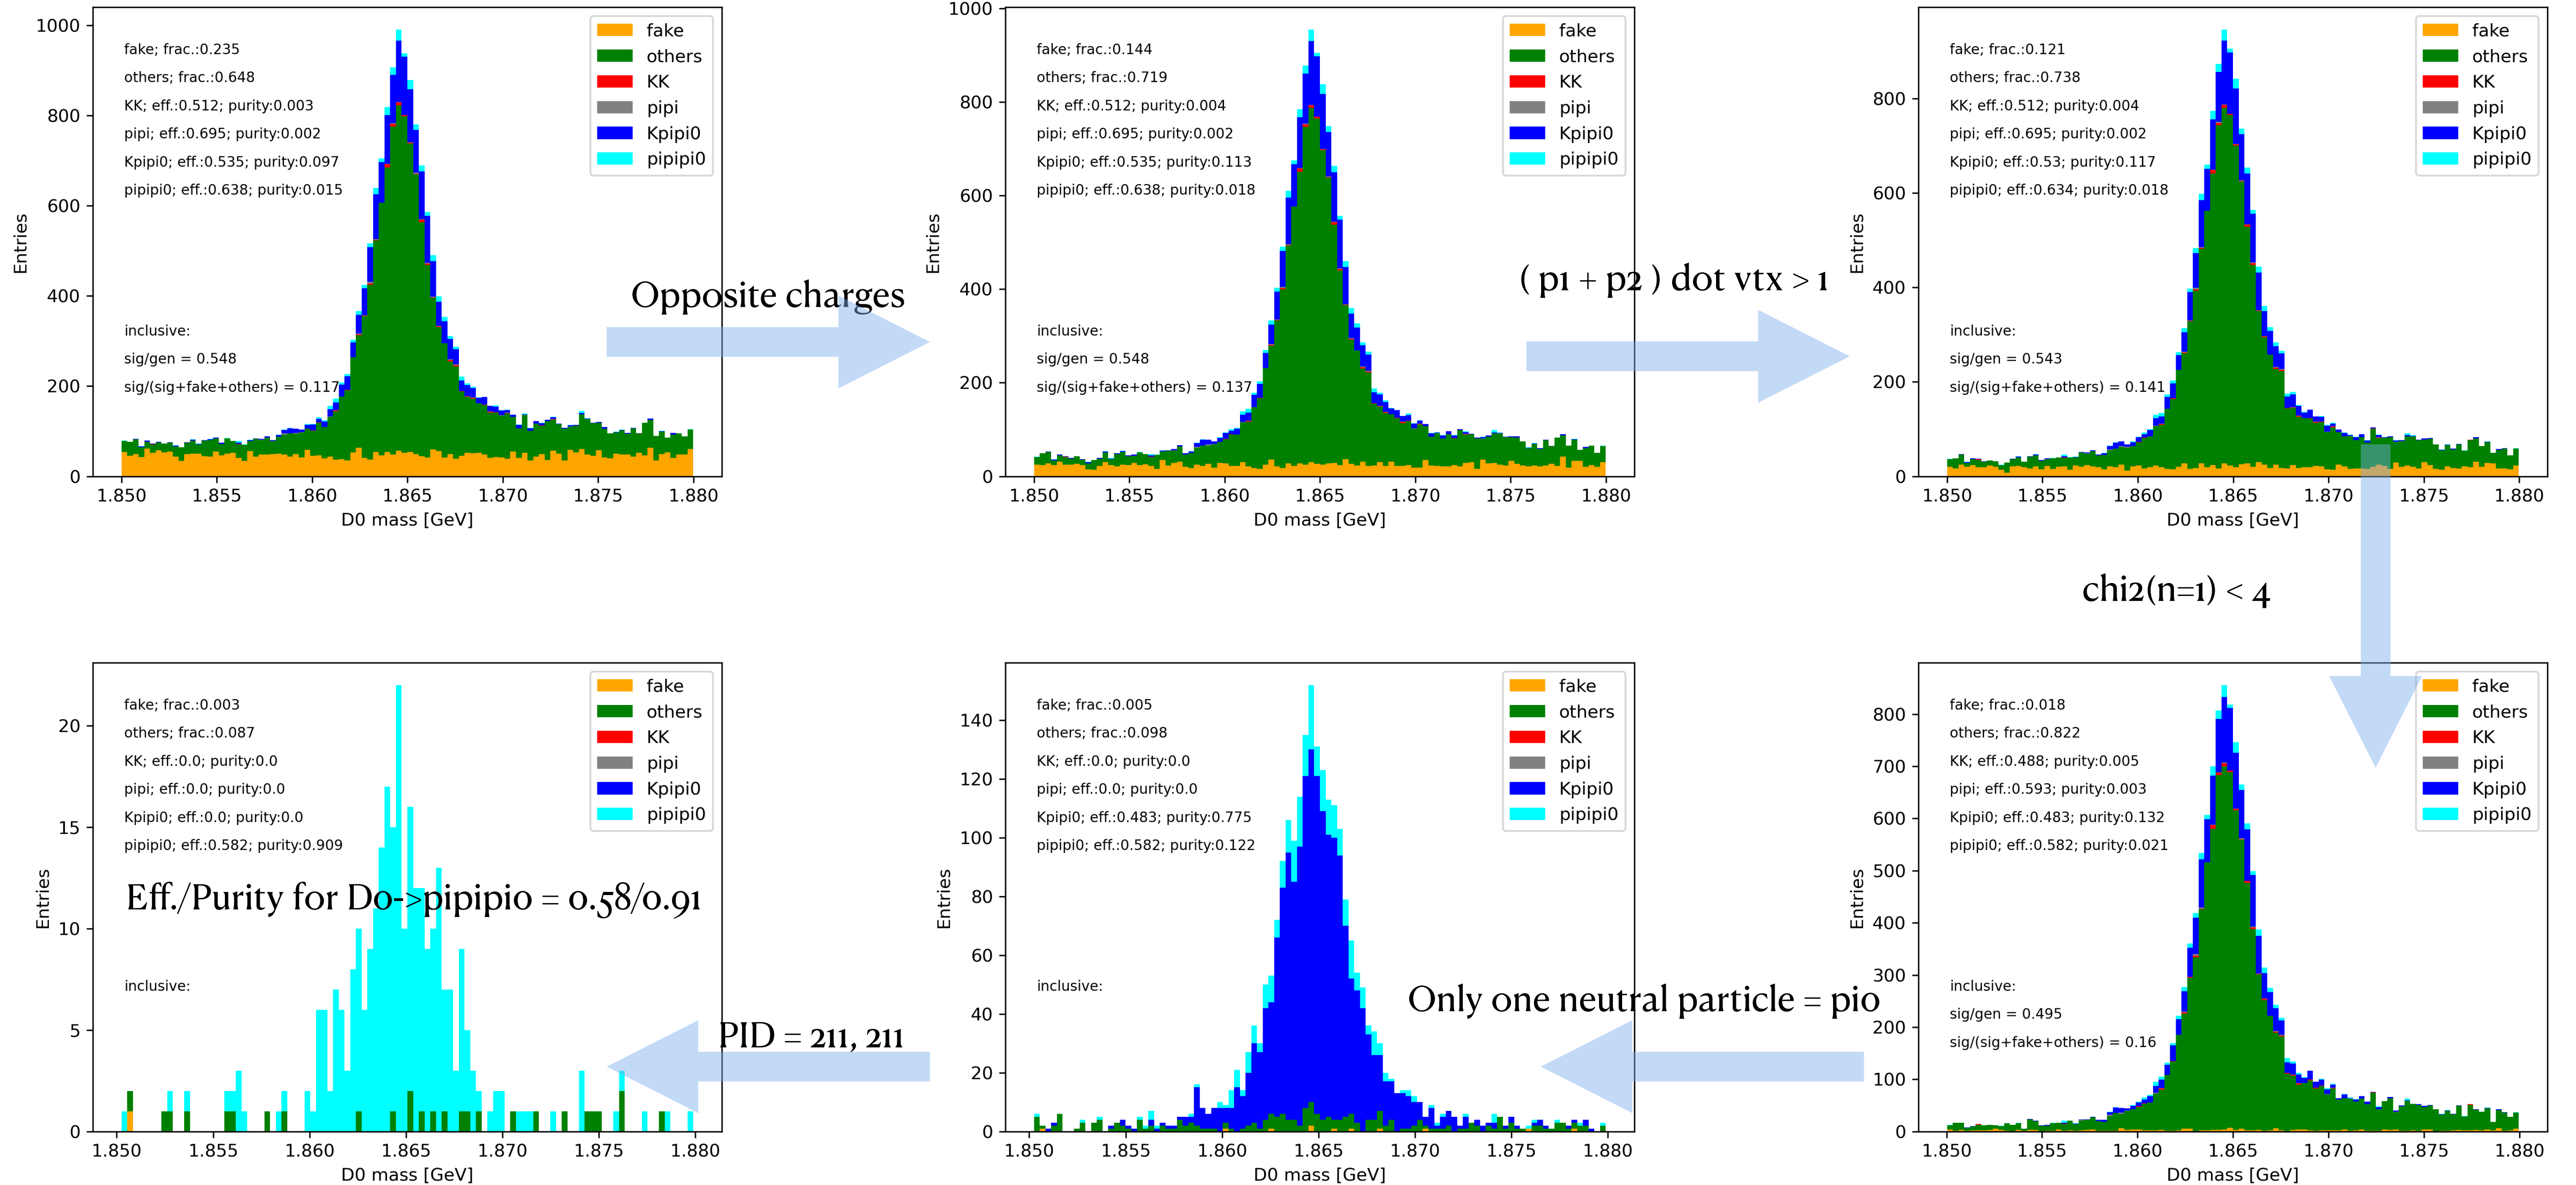 fake; frac.:0.235
others; frac.:0.648
KK; eff.:0.512; purity:0.003
pipi; eff.:0.695; purity:0.002
Kpipi0; eff.:0.535; purity:0.097
pipipi0; eff.:0.638; purity:0.015
inclusive:
sig/gen = 0.548
sig/(sig+fake+others) = 0.117
fake
others
KK
pipi
Kpipi0
pipipi0
1000
800
600
400
200
0
Entries
1.850 1.855 1.860 1.865 1.870 1.875 1.880
D0 mass [GeV]
Opposite charges
fake; frac.:0.144
others; frac.:0.719
KK; eff.:0.512; purity:0.004
pipi; eff.:0.695; purity:0.002
Kpipi0; eff.:0.535; purity:0.113
pipipi0; eff.:0.638; purity:0.018
inclusive:
sig/gen = 0.548
sig/(sig+fake+others) = 0.137
fake
others
KK
pipi
Kpipi0
pipipi0
1000
800
600
400
200
0
Entries
1.850 1.855 1.860 1.865 1.870 1.875 1.880
D0 mass [GeV]
( p1 + p2 ) dot vtx > 1
fake; frac.:0.121
others; frac.:0.738
KK; eff.:0.512; purity:0.004
pipi; eff.:0.695; purity:0.002
Kpipi0; eff.:0.53; purity:0.117
pipipi0; eff.:0.634; purity:0.018
inclusive:
sig/gen = 0.543
sig/(sig+fake+others) = 0.141
fake
others
KK
pipi
Kpipi0
pipipi0
800
600
400
200
0
Entries
1.850 1.855 1.860 1.865 1.870 1.875 1.880
D0 mass [GeV]
chi2(n=1) < 4
fake; frac.:0.018
others; frac.:0.822
KK; eff.:0.488; purity:0.005
pipi; eff.:0.593; purity:0.003
Kpipi0; eff.:0.483; purity:0.132
pipipi0; eff.:0.582; purity:0.021
inclusive:
sig/gen = 0.495
sig/(sig+fake+others) = 0.16
fake
others
KK
pipi
Kpipi0
pipipi0
800
700
600
500
400
300
200
100
0
Entries
1.850 1.855 1.860 1.865 1.870 1.875 1.880
D0 mass [GeV]
Only one neutral particle = pi0
fake; frac.:0.005
others; frac.:0.098
KK; eff.:0.0; purity:0.0
pipi; eff.:0.0; purity:0.0
Kpipi0; eff.:0.483; purity:0.775
pipipi0; eff.:0.582; purity:0.122
inclusive:
fake
others
KK
pipi
Kpipi0
pipipi0
140
120
100
80
60
40
20
0
Entries
1.850 1.855 1.860 1.865 1.870 1.875 1.880
D0 mass [GeV]
PID = 211, 211
fake; frac.:0.003
others; frac.:0.087
KK; eff.:0.0; purity:0.0
pipi; eff.:0.0; purity:0.0
Kpipi0; eff.:0.0; purity:0.0
pipipi0; eff.:0.582; purity:0.909
Eff./Purity for D0->pipipi0 = 0.58/0.91
inclusive:
fake
others
KK
pipi
Kpipi0
pipipi0
20
15
10
5
0
Entries
1.850 1.855 1.860 1.865 1.870 1.875 1.880
D0 mass [GeV]